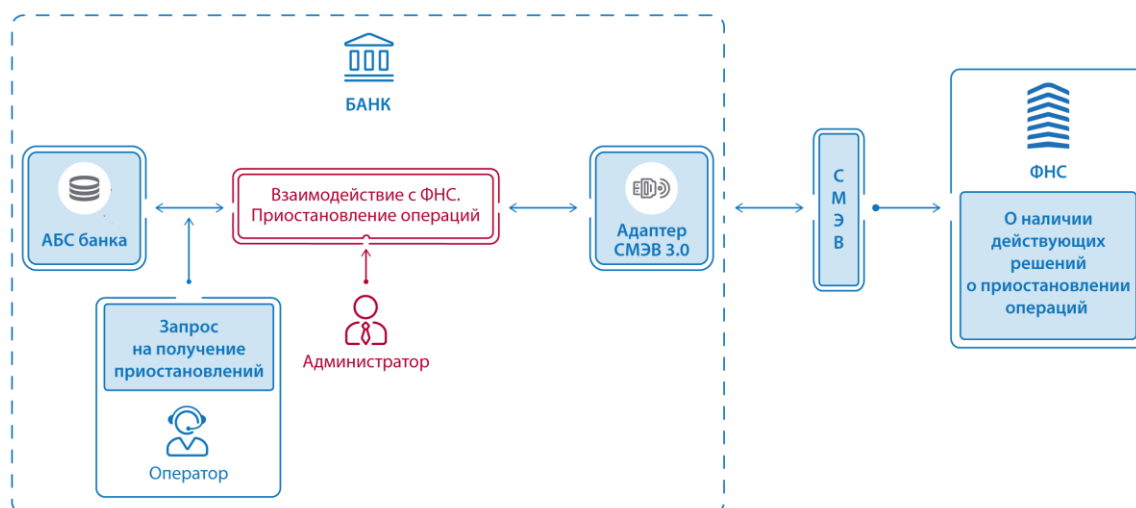 БАНК
АБС банка
Взаимодействие с ФНС.
Приостановление операций
Адаптер
СМЭВ 3.0
С
М
Э
В
ФНС
О наличии
действующих
решений
о приостановлении
операций
Запрос
на получение
приостановлений
Оператор
Администратор